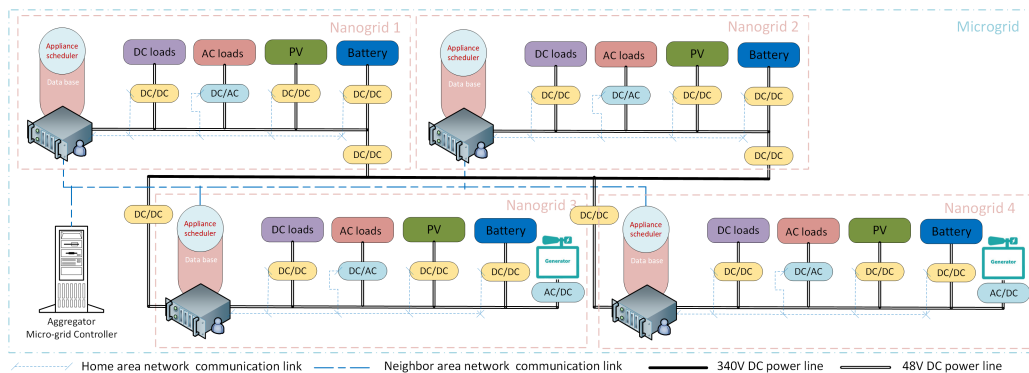 Nanogrid 1
Appliance
scheduler
Data base
DC loads
AC loads
PV
Battery
DC/DC
DC/AC
DC/DC
DC/DC
DC/DC
Nanogrid 2
Appliance
scheduler
Data base
DC loads
AC loads
PV
Battery
DC/DC
DC/AC
DC/DC
DC/DC
DC/DC
Microgrid
DC/DC
Nanogrid 3
Appliance
scheduler
Data base
DC loads
AC loads
PV
Battery
Generator
DC/DC
DC/AC
DC/DC
DC/DC
AC/DC
DC/DC
Nanogrid 4
Appliance
scheduler
Data base
DC loads
AC loads
PV
Battery
Generator
DC/DC
DC/AC
DC/DC
DC/DC
AC/DC
Aggregator
Micro-grid Controller
Home area network communication link
Neighbor area network communication link
340V DC power line
48V DC power line